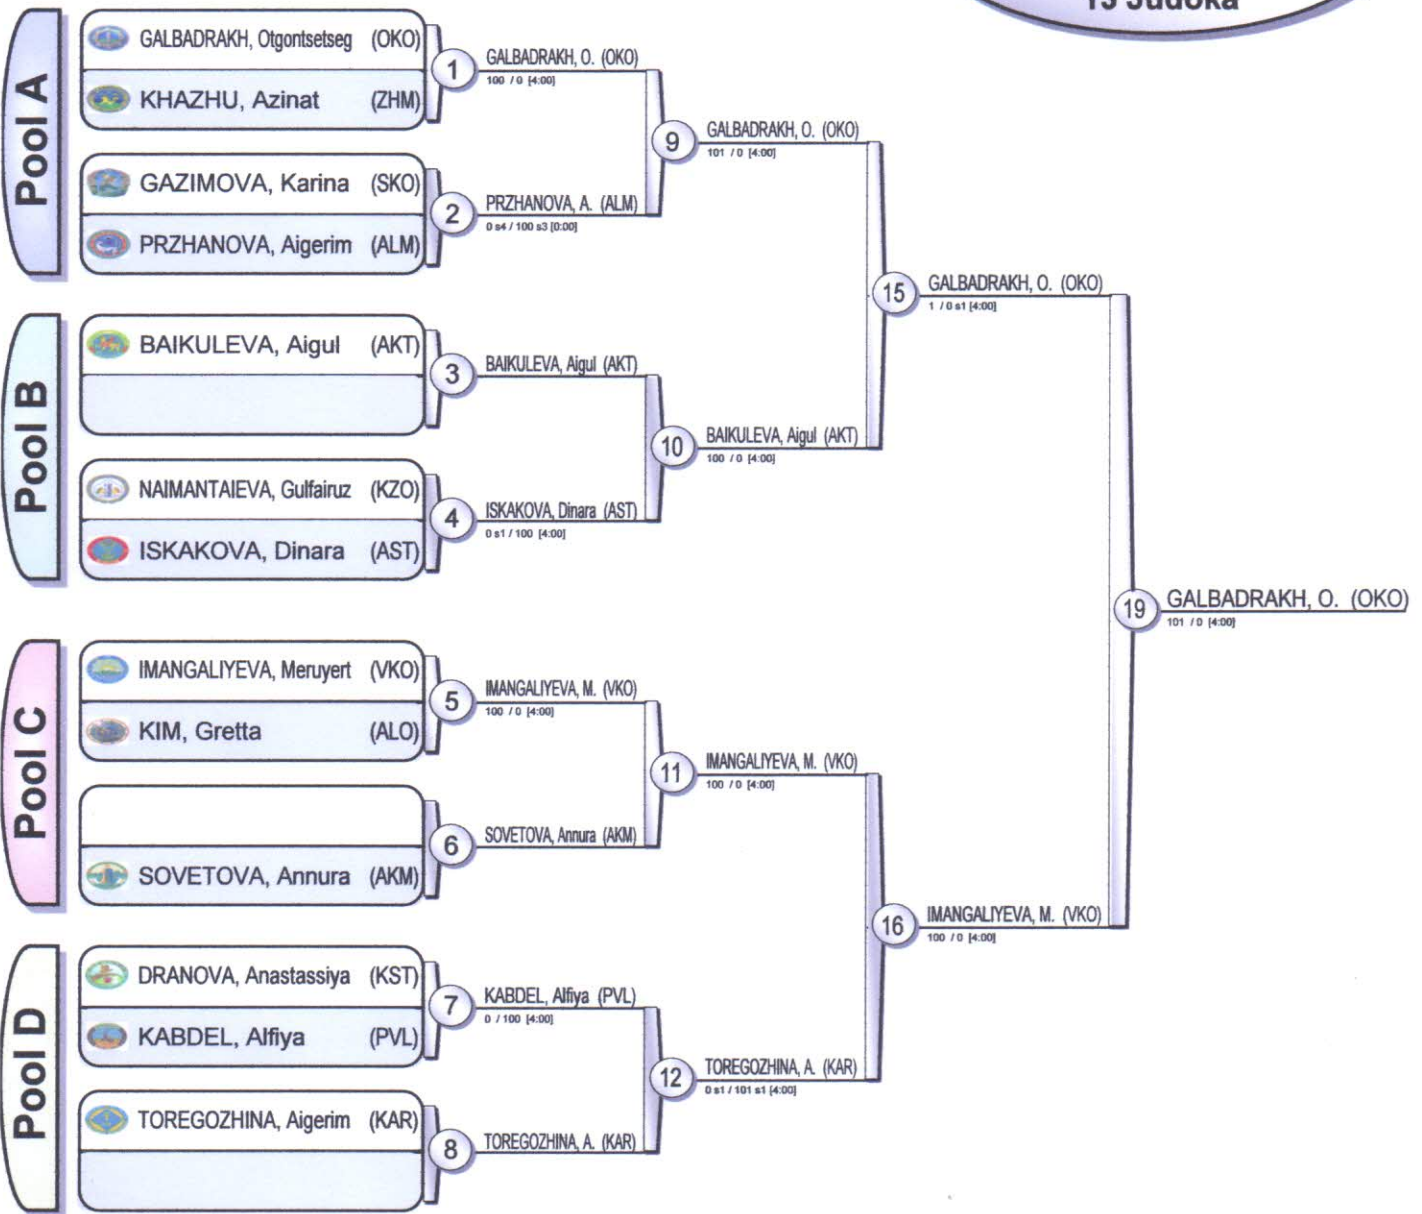 13 Judoka
Pool A
GALBADRAKH, Otgontsetseg (OKO)
KHAZHU, Azinat (ZHM)
1
GALBADRAKH, O. (OKO)
100 / 0 [4:00]
GAZIMOVA, Karina (SKO)
PRZHANOVA, Aigerim (ALM)
2
PRZHANOVA, A. (ALM)
0 s4 / 100 s3 [0:00]
9
GALBADRAKH, O. (OKO)
101 / 0 [4:00]
Pool B
BAIKULEVA, Aigul (AKT)
3
BAIKULEVA, Aigul (AKT)
NAIMANTAIEVA, Gulfairuz (KZO)
ISKAKOVA, Dinara (AST)
4
ISKAKOVA, Dinara (AST)
0 s1 / 100 [4:00]
10
BAIKULEVA, Aigul (AKT)
100 / 0 [4:00]
15
GALBADRAKH, O. (OKO)
1 / 0 s1 [4:00]
Pool C
IMANGALIYEVA, Meruyert (VKO)
KIM, Gretta (ALO)
5
IMANGALIYEVA, M. (VKO)
100 / 0 [4:00]
SOVETOVA, Annura (AKM)
6
SOVETOVA, Annura (AKM)
11
IMANGALIYEVA, M. (VKO)
100 / 0 [4:00]
Pool D
DRANOVA, Anastassiya (KST)
KABDEL, Alfiya (PVL)
7
KABDEL, Alfiya (PVL)
0 / 100 [4:00]
TOREGOZHINA, Aigerim (KAR)
8
TOREGOZHINA, A. (KAR)
12
TOREGOZHINA, A. (KAR)
0 s1 / 101 s1 [4:00]
16
IMANGALIYEVA, M. (VKO)
100 / 0 [4:00]
19
GALBADRAKH, O. (OKO)
101 / 0 [4:00]